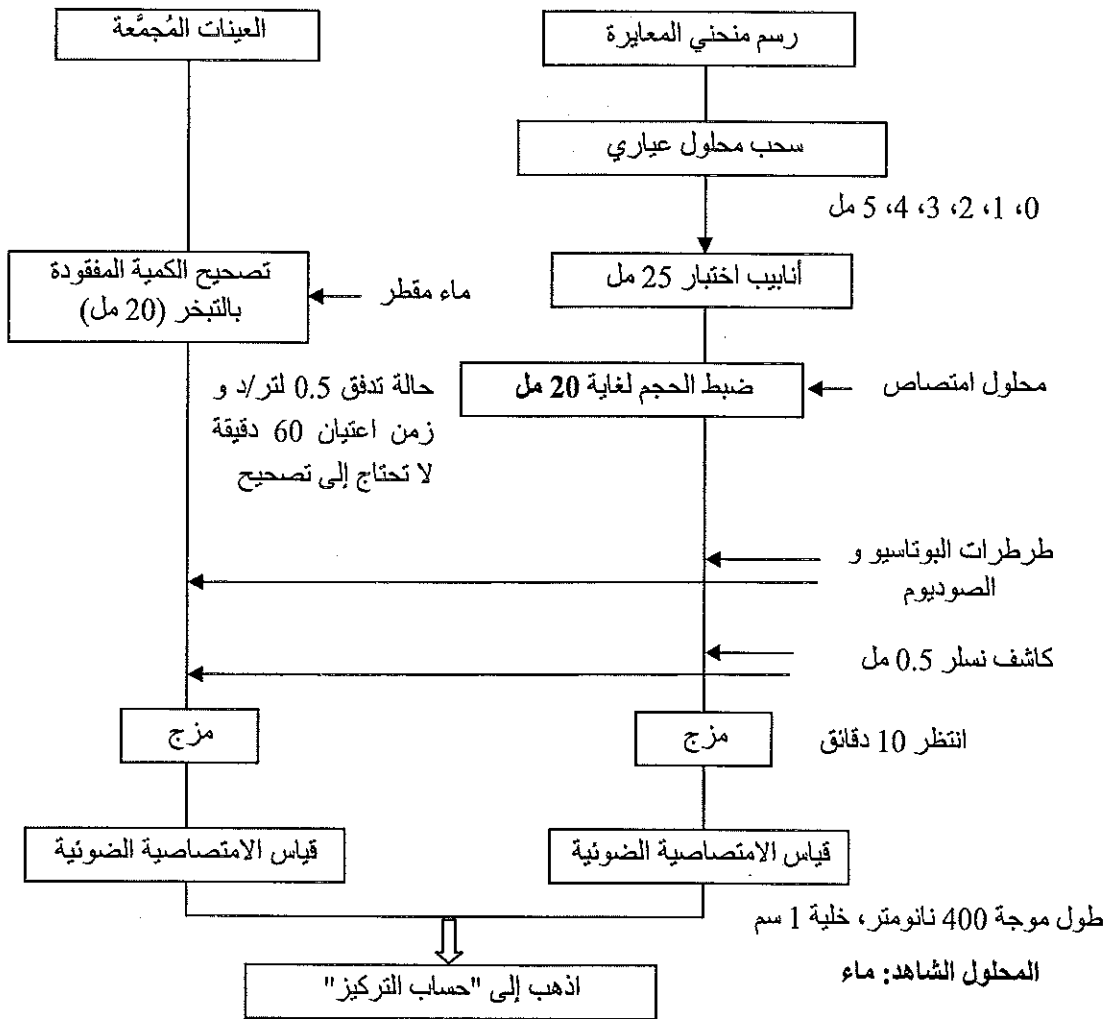 رسم منحني المعايرة
العينات المُجمَّعة
سحب محلول عياري
0، 1، 2، 3، 4، 5 مل
أنابيب اختبار 25 مل
تصحيح الكمية المفقودة
بالتبخر (20 مل)
ماء مقطر
ضبط الحجم لغاية 20 مل
محلول امتصاص
حالة تدفق 0.5 لتر/د و
زمن اعتيان 60 دقيقة
لا تحتاج إلى تصحيح
طرطرات البوتاسيو و
الصوديوم
كاشف نسلر 0.5 مل
مزج
مزج
انتظر 10 دقائق
قياس الامتصاصية الضوئية
قياس الامتصاصية الضوئية
طول موجة 400 نانومتر، خلية 1 سم
المحلول الشاهد: ماء
اذهب إلى "حساب التركيز"